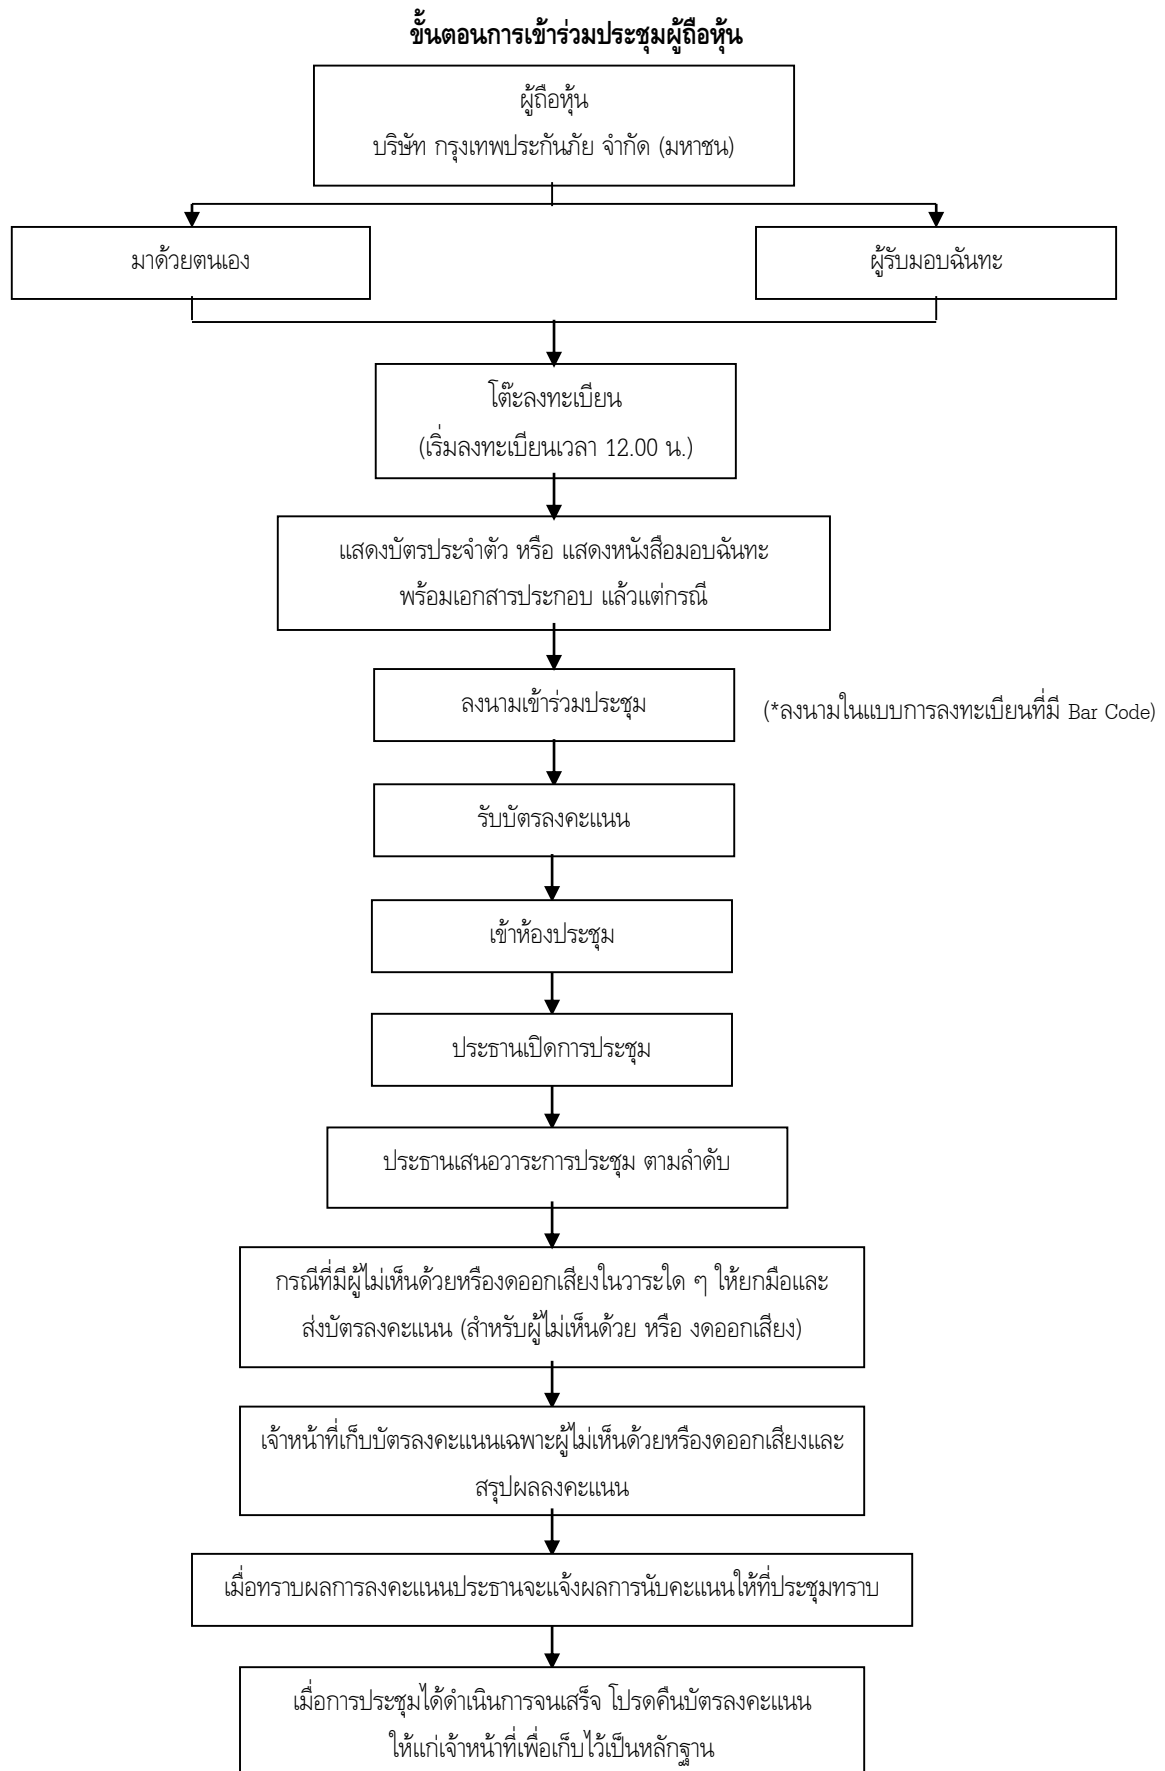 ขั้นตอนการเข้าร่วมประชุมผู้ถือหุ้น
ผู้ถือหุ้น
บริษัท กรุงเทพประกันภัย จำกัด (มหาชน)
มาด้วยตนเอง
ผู้รับมอบฉันทะ
โต๊ะลงทะเบียน
(เริ่มลงทะเบียนเวลา 12.00 น.)
แสดงบัตรประจำตัว หรือ แสดงหนังสือมอบฉันทะ
พร้อมเอกสารประกอบ แล้วแต่กรณี
ลงนามเข้าร่วมประชุม
(*ลงนามในแบบการลงทะเบียนที่มี Bar Code)
รับบัตรลงคะแนน
เข้าห้องประชุม
ประธานเปิดการประชุม
ประธานเสนอวาระการประชุม ตามลำดับ
กรณีที่มีผู้ไม่เห็นด้วยหรืองดออกเสียงในวาระใด ๆ ให้ยกมือและ
ส่งบัตรลงคะแนน (สำหรับผู้ไม่เห็นด้วย หรือ งดออกเสียง)
เจ้าหน้าที่เก็บบัตรลงคะแนนเฉพาะผู้ไม่เห็นด้วยหรืองดออกเสียงและ
สรุปผลลงคะแนน
เมื่อทราบผลการลงคะแนนประธานจะแจ้งผลการนับคะแนนให้ที่ประชุมทราบ
เมื่อการประชุมได้ดำเนินการจนเสร็จ โปรดคืนบัตรลงคะแนน
ให้แก่เจ้าหน้าที่เพื่อเก็บไว้เป็นหลักฐาน